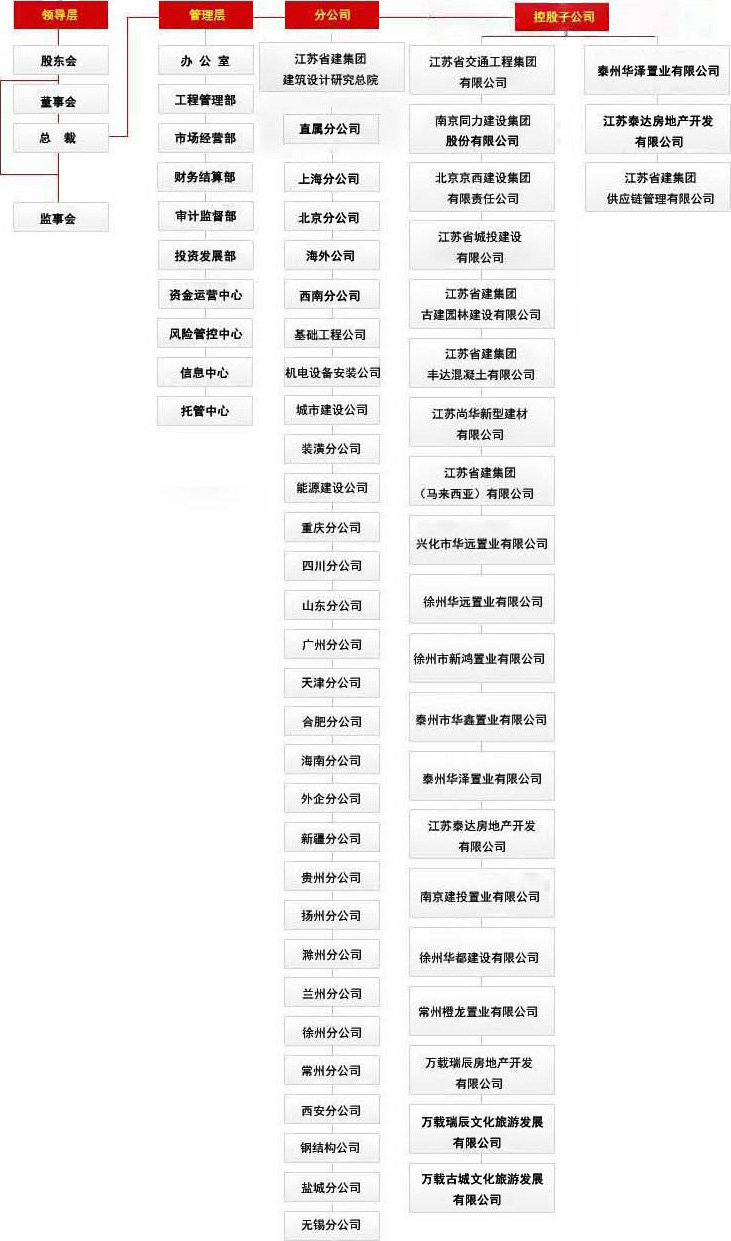 领导层
股东会
董事会
总 裁
监事会
管理层
办 公 室
工程管理部
市场经营部
财务结算部
审计监督部
投资发展部
资金运营中心
风险管控中心
信息中心
托管中心
分公司
江苏省建集团
建筑设计研究总院
直属分公司
上海分公司
北京分公司
海外公司
西南分公司
基础工程公司
机电设备安装公司
城市建设公司
装潢分公司
能源建设公司
重庆分公司
四川分公司
山东分公司
广州分公司
天津分公司
合肥分公司
海南分公司
外企分公司
新疆分公司
贵州分公司
扬州分公司
滁州分公司
兰州分公司
徐州分公司
常州分公司
西安分公司
钢结构公司
盐城分公司
无锡分公司
控股子公司
江苏省交通工程集团
有限公司
南京同力建设集团
股份有限公司
北京京西建设集团
有限责任公司
江苏省城投建设
有限公司
江苏省建集团
古建园林建设有限公司
江苏省建集团
丰达混凝土有限公司
江苏尚华新型建材
有限公司
江苏省建集团
（马来西亚）有限公司
兴化市华远置业有限公司
徐州华远置业有限公司
徐州市新鸿置业有限公司
泰州市华鑫置业有限公司
泰州华泽置业有限公司
江苏泰达房地产开发
有限公司
南京建投置业有限公司
徐州华都建设有限公司
常州橙龙置业有限公司
万载瑞辰房地产开发
有限公司
万载瑞辰文化旅游发展
有限公司
万载古城文化旅游发展
有限公司
泰州华泽置业有限公司
江苏泰达房地产开发
有限公司
江苏省建集团
供应链管理有限公司